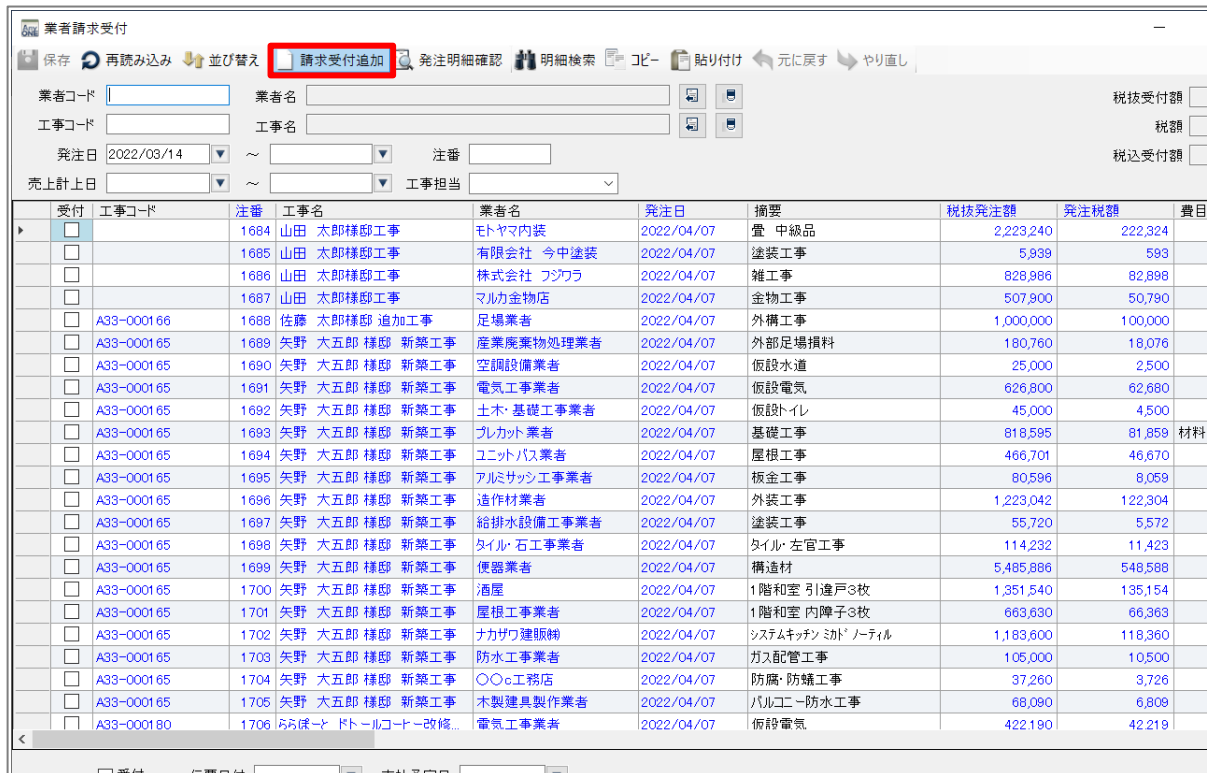 業者請求受付
保存 再読み込み 並び替え 請求受付追加 発注明細確認 明細検索 コピー 貼り付け 元に戻す やり直し
業者コード 業者名 税抜受付額
工事コード 工事名 税額
発注日 2022/03/14 ～ 注番 税込受付額
売上計上日 ～ 工事担当
受付 工事コード 注番 工事名 業者名 発注日 摘要 税抜発注額 発注税額 費目
1684 山田 太郎様邸工事 モトヤマ内装 2022/04/07 畳 中級品 2,223,240 222,324
1685 山田 太郎様邸工事 有限会社 今中塗装 2022/04/07 塗装工事 5,939 593
1686 山田 太郎様邸工事 株式会社 フジワラ 2022/04/07 雑工事 828,986 82,898
1687 山田 太郎様邸工事 マルカ金物店 2022/04/07 金物工事 507,900 50,790
A33-000166 1688 佐藤 太郎様邸 追加工事 足場業者 2022/04/07 外構工事 1,000,000 100,000
A33-000165 1689 矢野 大五郎 様邸 新築工事 産業廃棄物処理業者 2022/04/07 外部足場損料 180,760 18,076
A33-000165 1690 矢野 大五郎 様邸 新築工事 空調設備業者 2022/04/07 仮設水道 25,000 2,500
A33-000165 1691 矢野 大五郎 様邸 新築工事 電気工事業者 2022/04/07 仮設電気 626,800 62,680
A33-000165 1692 矢野 大五郎 様邸 新築工事 土木・基礎工事業者 2022/04/07 仮設トイレ 45,000 4,500
A33-000165 1693 矢野 大五郎 様邸 新築工事 プレカット業者 2022/04/07 基礎工事 818,595 81,859 材料
A33-000165 1694 矢野 大五郎 様邸 新築工事 ユニットバス業者 2022/04/07 屋根工事 466,701 46,670
A33-000165 1695 矢野 大五郎 様邸 新築工事 アルミサッシ工事業者 2022/04/07 板金工事 80,596 8,059
A33-000165 1696 矢野 大五郎 様邸 新築工事 造作材業者 2022/04/07 外装工事 1,223,042 122,304
A33-000165 1697 矢野 大五郎 様邸 新築工事 給排水設備工事業者 2022/04/07 塗装工事 55,720 5,572
A33-000165 1698 矢野 大五郎 様邸 新築工事 タイル・石工事業者 2022/04/07 タイル・左官工事 114,232 11,423
A33-000165 1699 矢野 大五郎 様邸 新築工事 便器業者 2022/04/07 構造材 5,485,886 548,588
A33-000165 1700 矢野 大五郎 様邸 新築工事 酒屋 2022/04/07 1階和室 引違戸3枚 1,351,540 135,154
A33-000165 1701 矢野 大五郎 様邸 新築工事 屋根工事業者 2022/04/07 1階和室 内障子3枚 663,630 66,363
A33-000165 1702 矢野 大五郎 様邸 新築工事 ナカザワ建販㈱ 2022/04/07 システムキッチン ミカド ノーティル 1,183,600 118,360
A33-000165 1703 矢野 大五郎 様邸 新築工事 防水工事業者 2022/04/07 ガス配管工事 105,000 10,500
A33-000165 1704 矢野 大五郎 様邸 新築工事 〇〇c工務店 2022/04/07 防腐・防蟻工事 37,260 3,726
A33-000165 1705 矢野 大五郎 様邸 新築工事 木製建具製作業者 2022/04/07 バルコニー防水工事 68,090 6,809
A33-000180 1706 ららぽーと ドトールコーヒー改修... 電気工事業者 2022/04/07 仮設電気 422,190 42,219